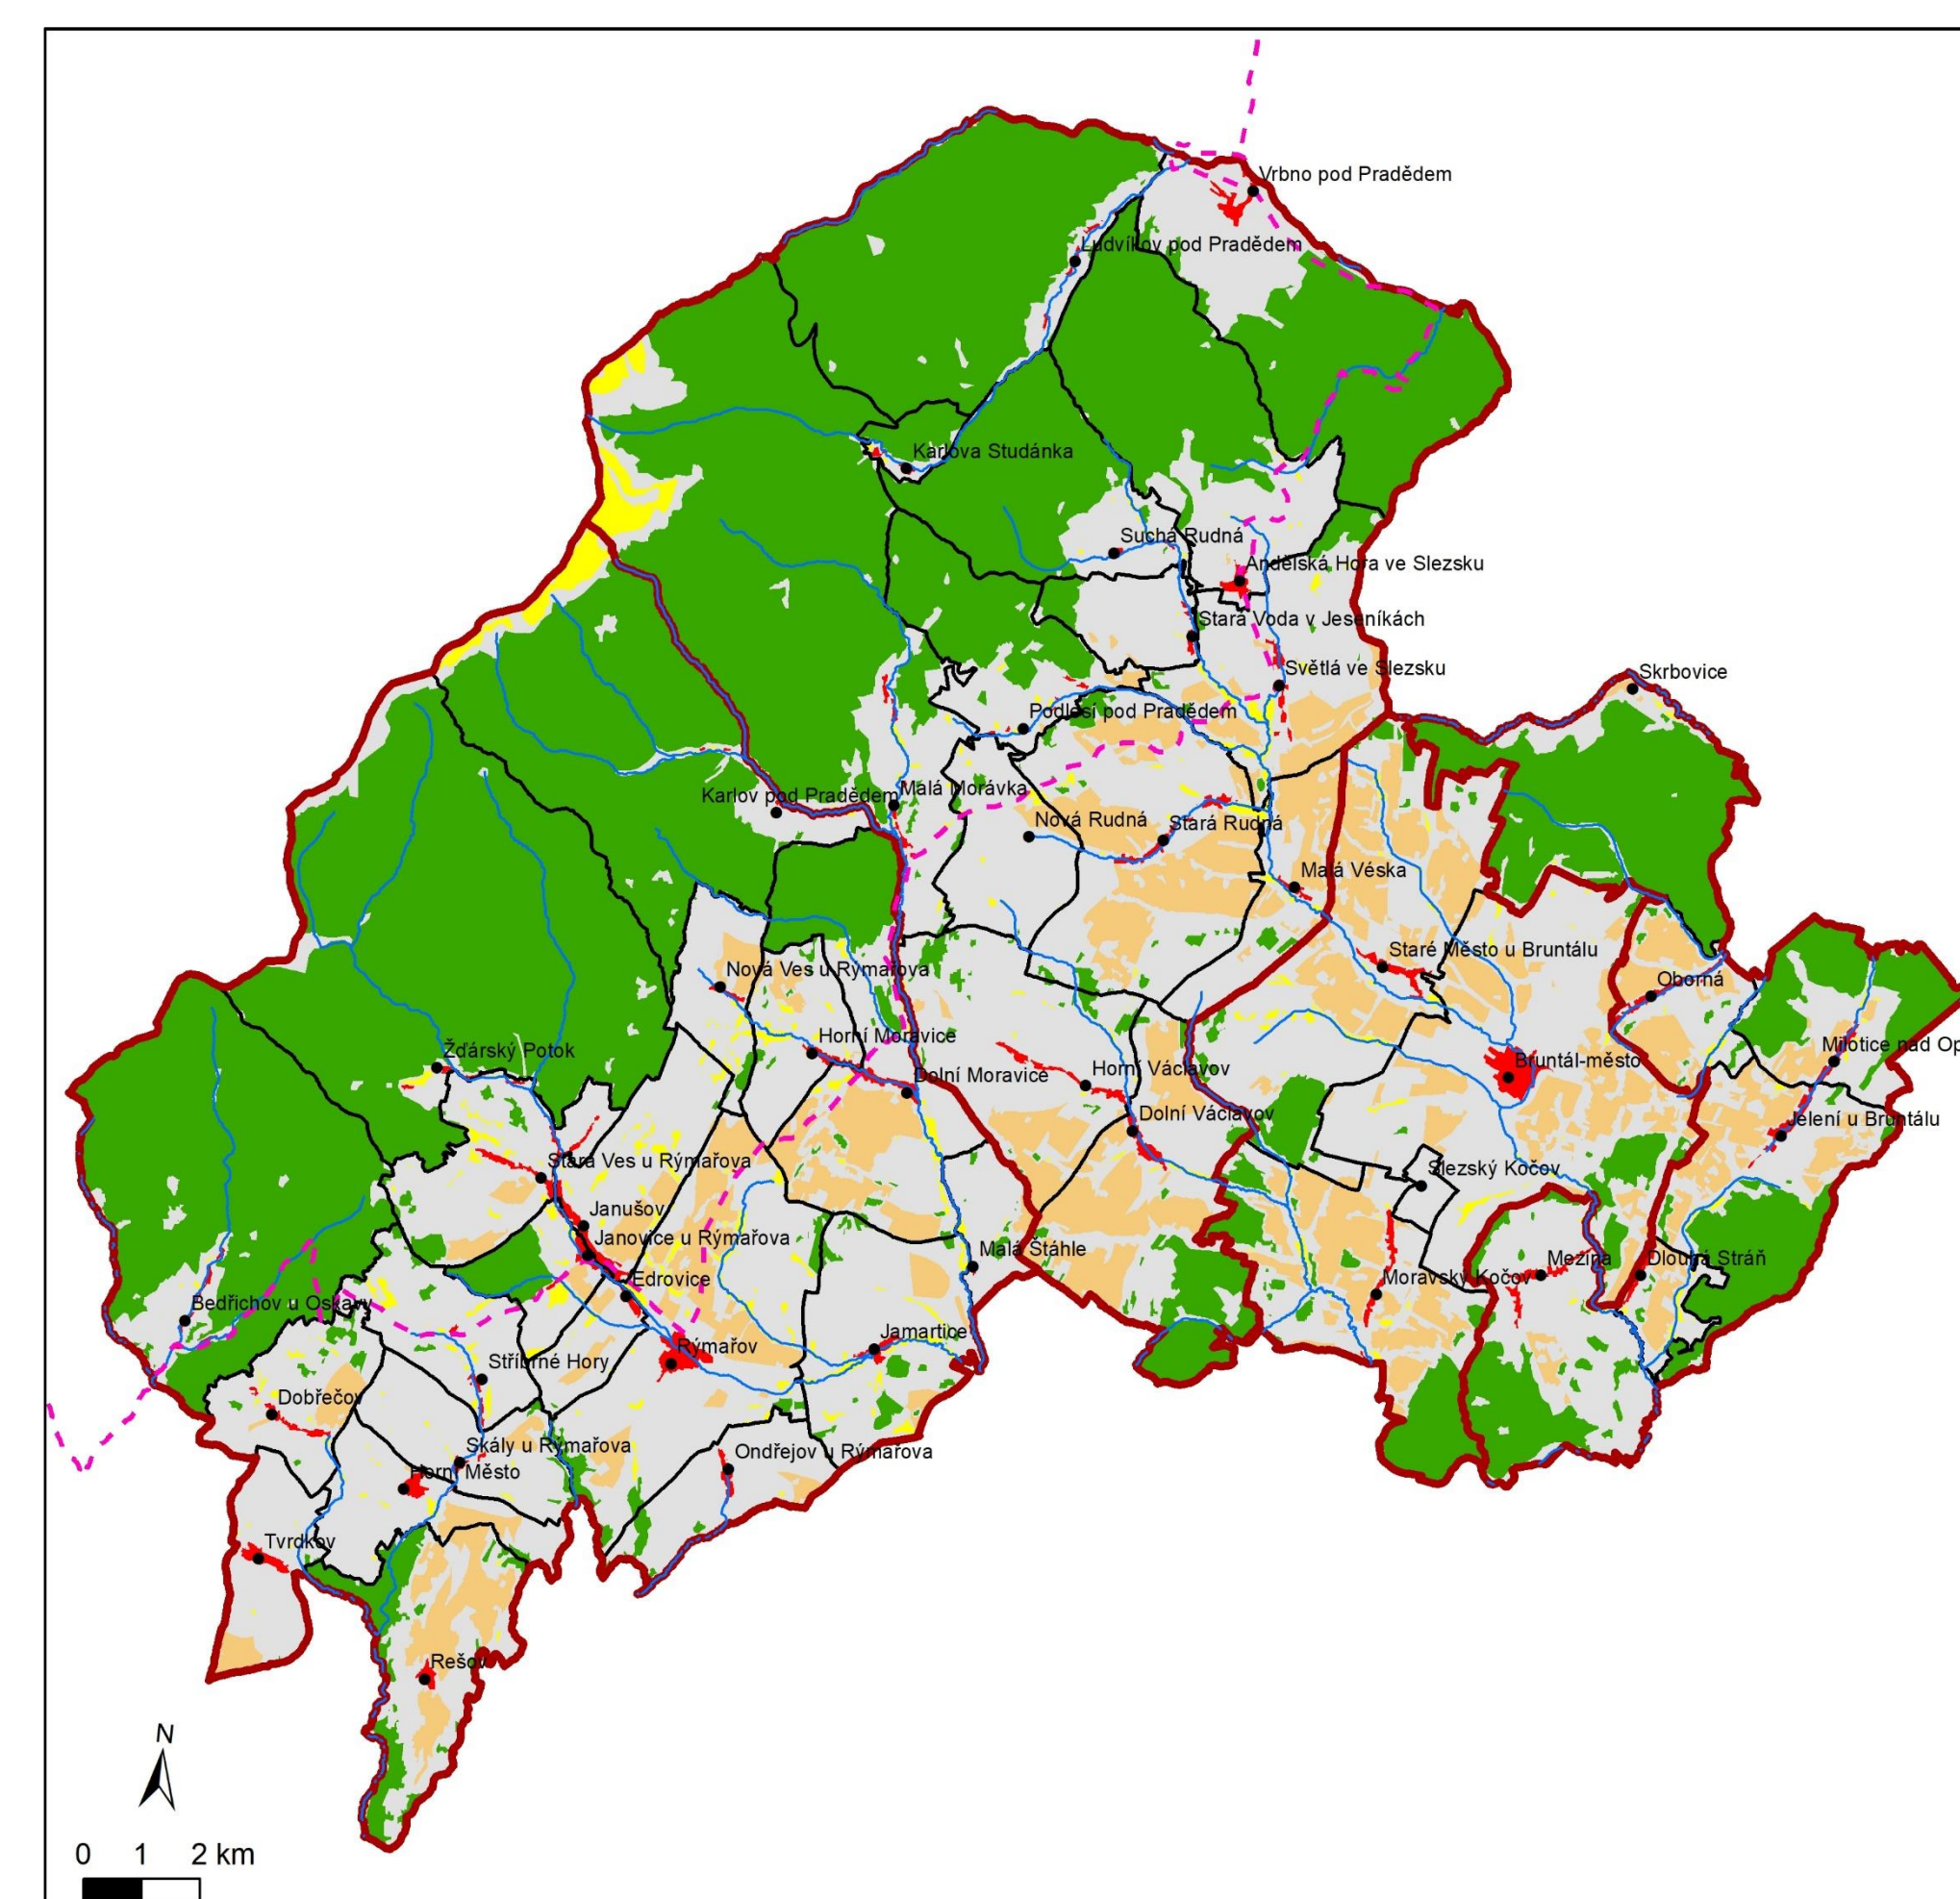 Vrbno pod Pradědem
Ludvíkov pod Pradědem
Karlova Studánka
Suchá Rudná
Andělská Hora ve Slezsku
Stará Voda v Jeseníkách
Světlá ve Slezsku
Skrbovice
Podlesí pod Pradědem
Karlov pod Pradědem
Malá Morávka
Nová Rudná
Stará Rudná
Malá Véska
Staré Město u Bruntálu
Nová Ves u Rýmařova
Oborná
Horní Moravice
Milotice nad Op
Žďárský Potok
Bruntál-město
Horní Václavov
Dolní Moravice
Dolní Václavov
Jelení u Bruntálu
Stará Ves u Rýmařova
Slezský Kočov
Janušov
Janovice u Rýmařova
Malá Štáhle
Mezina
Dlouhá Stráň
Edrovice
Moravský Kočov
Bedřichov u Oskavy
Jamartice
Rýmařov
Stříbrné Hory
Dobřečov
Skály u Rýmařova
Ondřejov u Rýmařova
Horní Město
Tvrdkov
Rešov
N
0 1 2 km